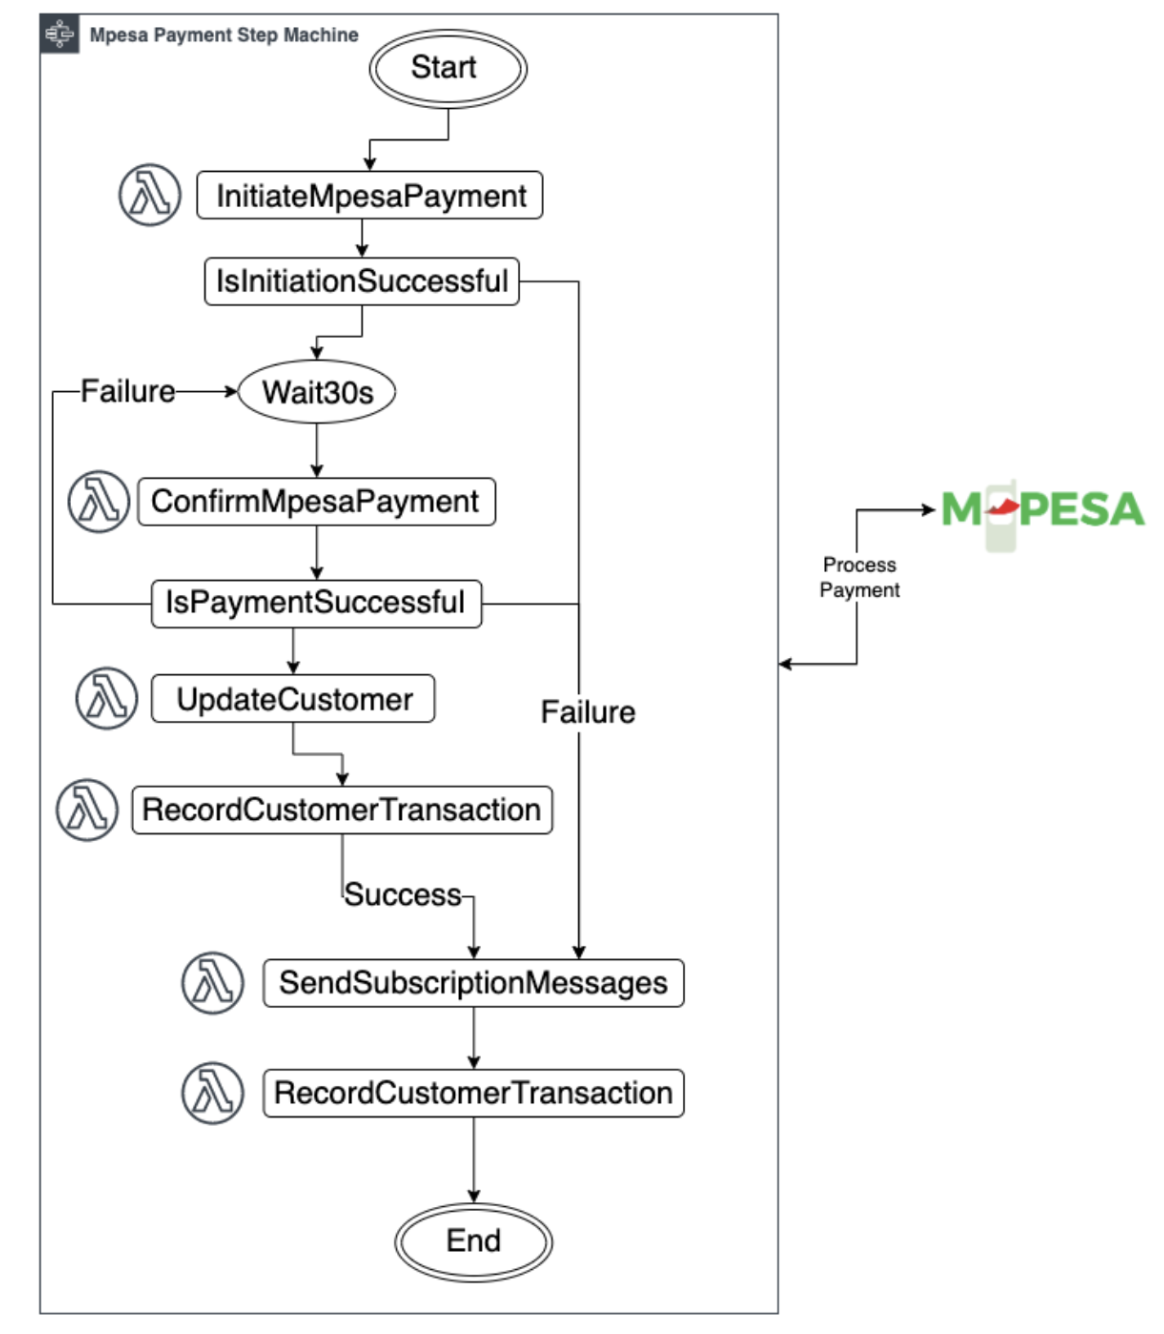 Mpesa Payment Step Machine
Start
InitiateMpesaPayment
IsInitiationSuccessful
Failure
Wait30s
ConfirmMpesaPayment
M-PESA
Process
Payment
IsPaymentSuccessful
UpdateCustomer
Failure
RecordCustomerTransaction
Success
SendSubscriptionMessages
RecordCustomerTransaction
End